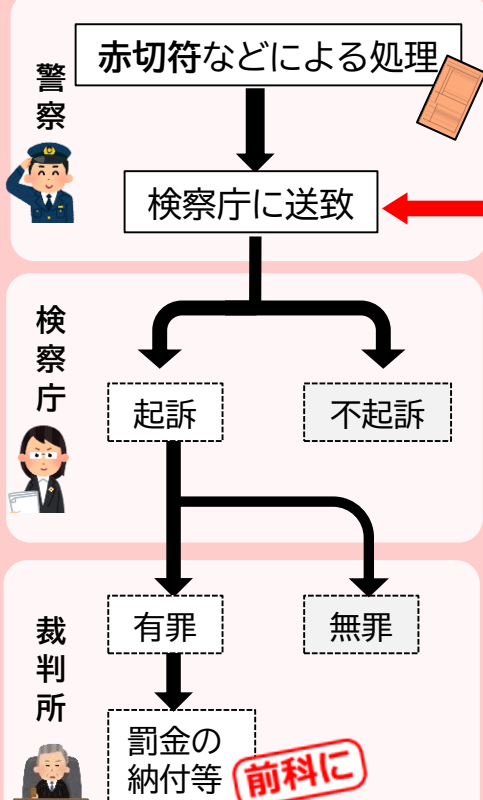 警察
赤切符などによる処理
検察庁に送致
検察庁
起訴
不起訴
裁判所
有罪
無罪
罰金の
納付等
前科に